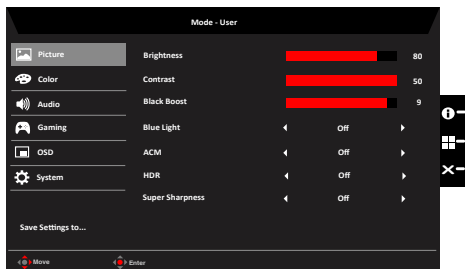 Mode - User
Picture
Brightness 80
Color
Contrast 50
Audio
Black Boost 9
Gaming
Blue Light Off
OSD
ACM Off
System
HDR Off
Super Sharpness Off
Save Settings to...
Move
Enter